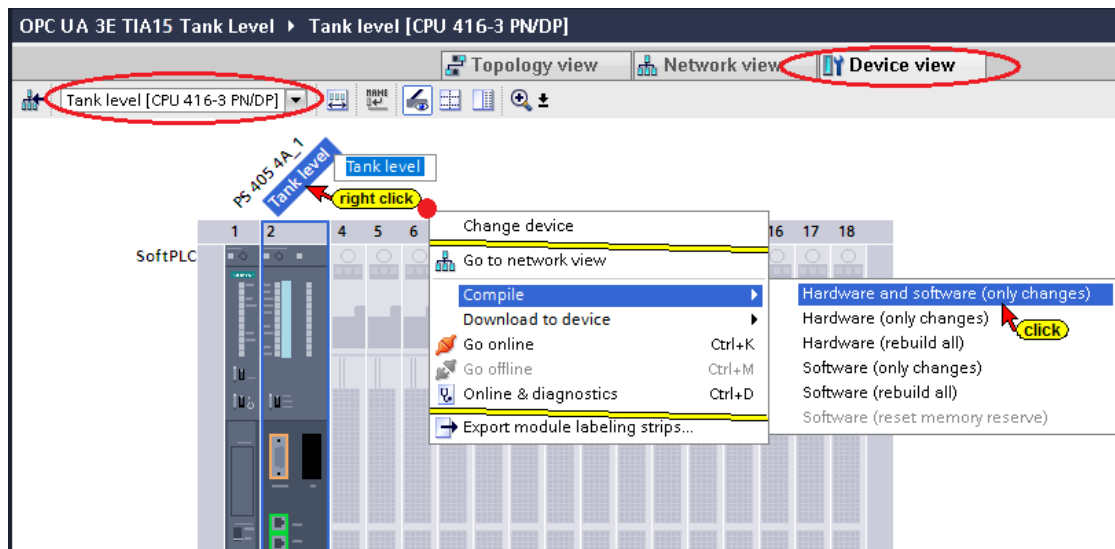 OPC UA 3E TIA15 Tank Level ▸ Tank level [CPU 416-3 PN/DP]
Topology view Network view Device view
Tank level [CPU 416-3 PN/DP]
NAME
PS 405 4A_1
Tank level
Tank level
right click
1 2 4 5 6 16 17 18
SoftPLC
Change device
Go to network view
Compile
Download to device
Go online Ctrl+K
Go offline Ctrl+M
Online & diagnostics Ctrl+D
Export module labeling strips...
Hardware and software (only changes)
Hardware (only changes)
click
Hardware (rebuild all)
Software (only changes)
Software (rebuild all)
Software (reset memory reserve)